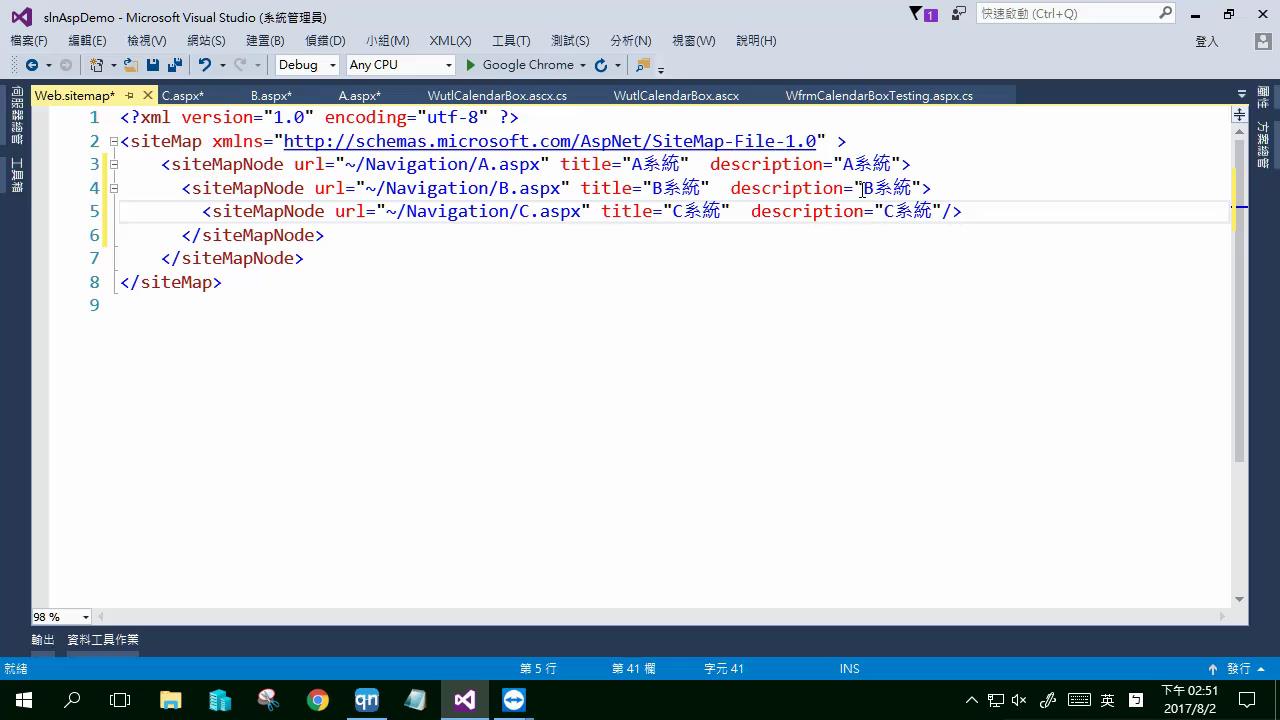 slnAspDemo - Microsoft Visual Studio (系統管理員)
1
快速啟動 (Ctrl+Q)
檔案(F) 編輯(E) 檢視(V) 網站(S) 建置(B) 偵錯(D) 小組(M) XML(X) 工具(T) 測試(S) 分析(N) 視窗(W) 說明(H)
登入
Debug Any CPU Google Chrome
伺服器總管
工具箱
Web.sitemap* C.aspx* B.aspx* A.aspx* WutlCalendarBox.ascx.cs WutlCalendarBox.ascx WfrmCalendarBoxTesting.aspx.cs
屬性
方案總管
1 <?xml version="1.0" encoding="utf-8" ?>
2 <siteMap xmlns="http://schemas.microsoft.com/AspNet/SiteMap-File-1.0" >
3 <siteMapNode url="~/Navigation/A.aspx" title="A系統"  description="A系統">
4 <siteMapNode url="~/Navigation/B.aspx" title="B系統"  description="B系統">
5 <siteMapNode url="~/Navigation/C.aspx" title="C系統"  description="C系統"/>
6 </siteMapNode>
7 </siteMapNode>
8 </siteMap>
9
98 %
輸出 資料工具作業
就緒 第 5 行 第 41 欄 字元 41 INS 發行
qn
英
下午 02:51
2017/8/2